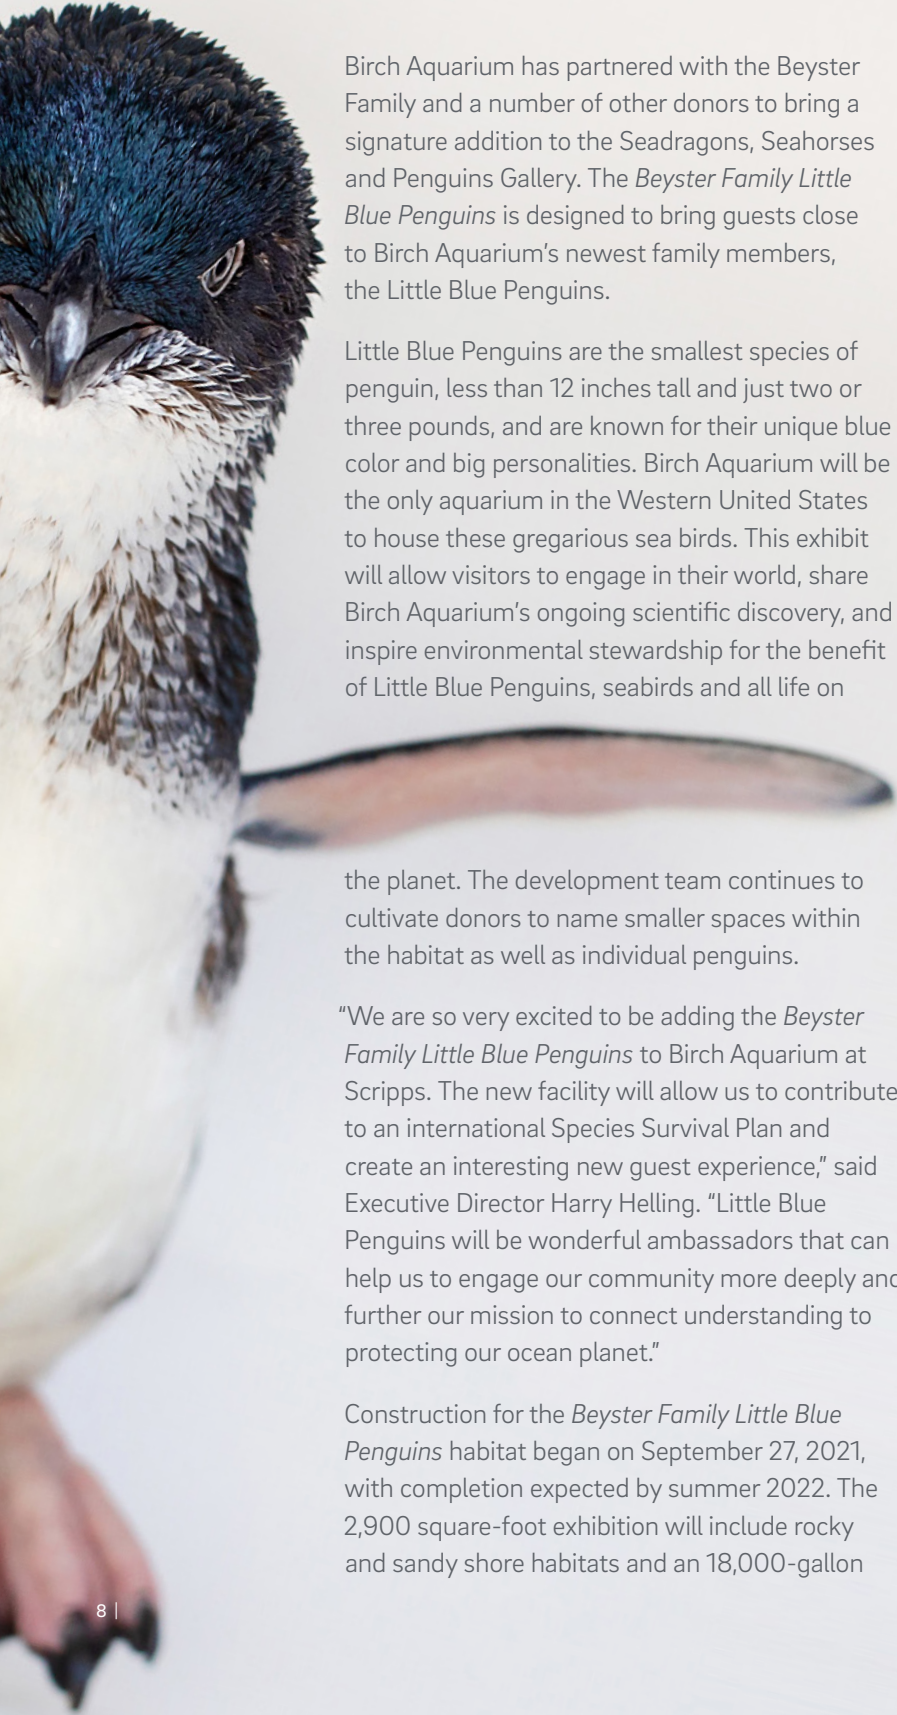 Birch Aquarium has partnered with the Beyster
Family and a number of other donors to bring a
signature addition to the Seadragons, Seahorses
and Penguins Gallery. The Beyster Family Little
Blue Penguins is designed to bring guests close
to Birch Aquarium’s newest family members,
the Little Blue Penguins.
Little Blue Penguins are the smallest species of
penguin, less than 12 inches tall and just two or
three pounds, and are known for their unique blue
color and big personalities. Birch Aquarium will be
the only aquarium in the Western United States
to house these gregarious sea birds. This exhibit
will allow visitors to engage in their world, share
Birch Aquarium’s ongoing scientific discovery, and
inspire environmental stewardship for the benefit
of Little Blue Penguins, seabirds and all life on
the planet. The development team continues to
cultivate donors to name smaller spaces within
the habitat as well as individual penguins.
“We are so very excited to be adding the Beyster
Family Little Blue Penguins to Birch Aquarium at
Scripps. The new facility will allow us to contribute
to an international Species Survival Plan and
create an interesting new guest experience,” said
Executive Director Harry Helling. “Little Blue
Penguins will be wonderful ambassadors that can
help us to engage our community more deeply and
further our mission to connect understanding to
protecting our ocean planet.”
Construction for the Beyster Family Little Blue
Penguins habitat began on September 27, 2021,
with completion expected by summer 2022. The
2,900 square-foot exhibition will include rocky
and sandy shore habitats and an 18,000-gallon
8 |